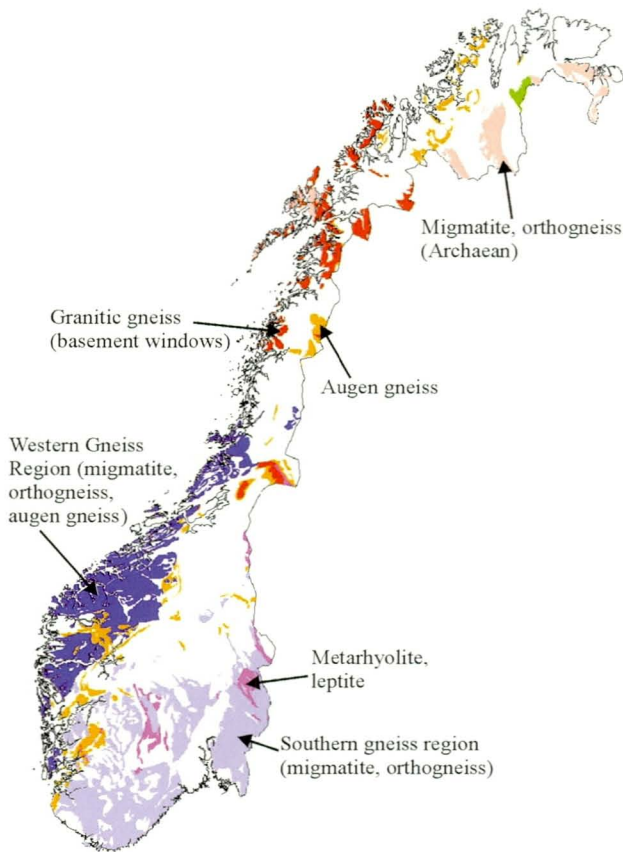 Migmatite, orthogneiss
(Archaean)
Granitic gneiss
(basement windows)
Augen gneiss
Western Gneiss
Region (migmatite,
orthogneiss,
augen gneiss)
Metarhyolite,
leptite
Southern gneiss region
(migmatite, orthogneiss)